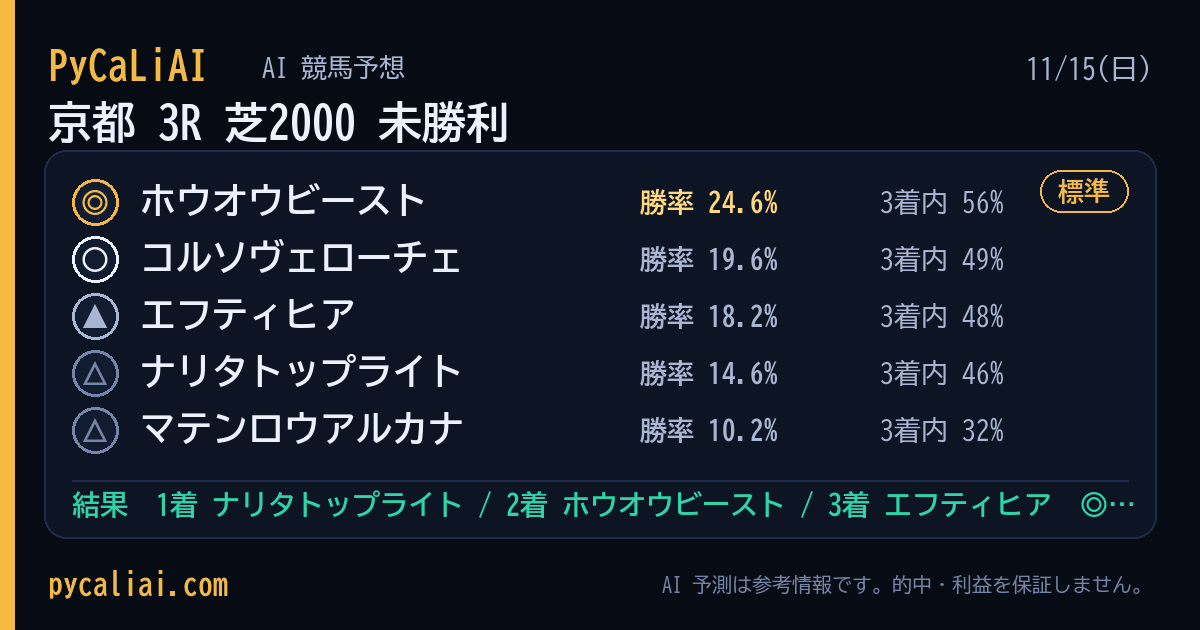 PyCaLiAI AI 競馬予想 11/15(日)
京都 3R 芝2000 未勝利
◎ ホウオウビースト 勝率 24.6% 3着内 56% 標準
○ コルソヴェローチェ 勝率 19.6% 3着内 49%
▲ エフティヒア 勝率 18.2% 3着内 48%
△ ナリタトップライト 勝率 14.6% 3着内 46%
△ マテンロウアルカナ 勝率 10.2% 3着内 32%
結果 1着 ナリタトップライト / 2着 ホウオウビースト / 3着 エフティヒア ◎…
pycaliai.com AI 予測は参考情報です。的中・利益を保証しません。